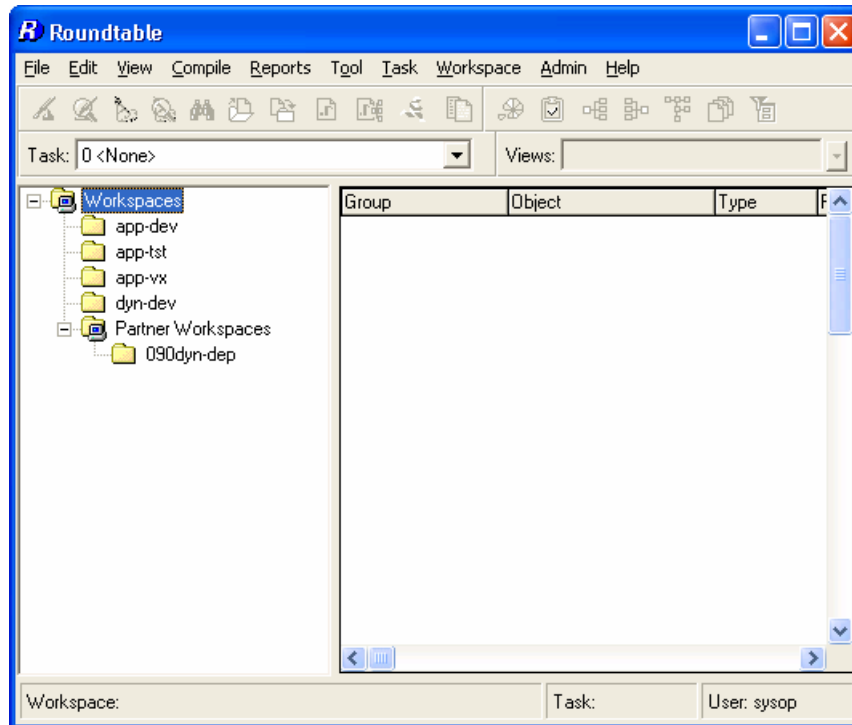 Roundtable
File Edit View Compile Reports Tool Task Workspace Admin Help
Task: 0 <None> Views:
Workspaces
app-dev
app-tst
app-vx
dyn-dev
Partner Workspaces
090dyn-dep
Group Object Type
Workspace: Task: User: sysop